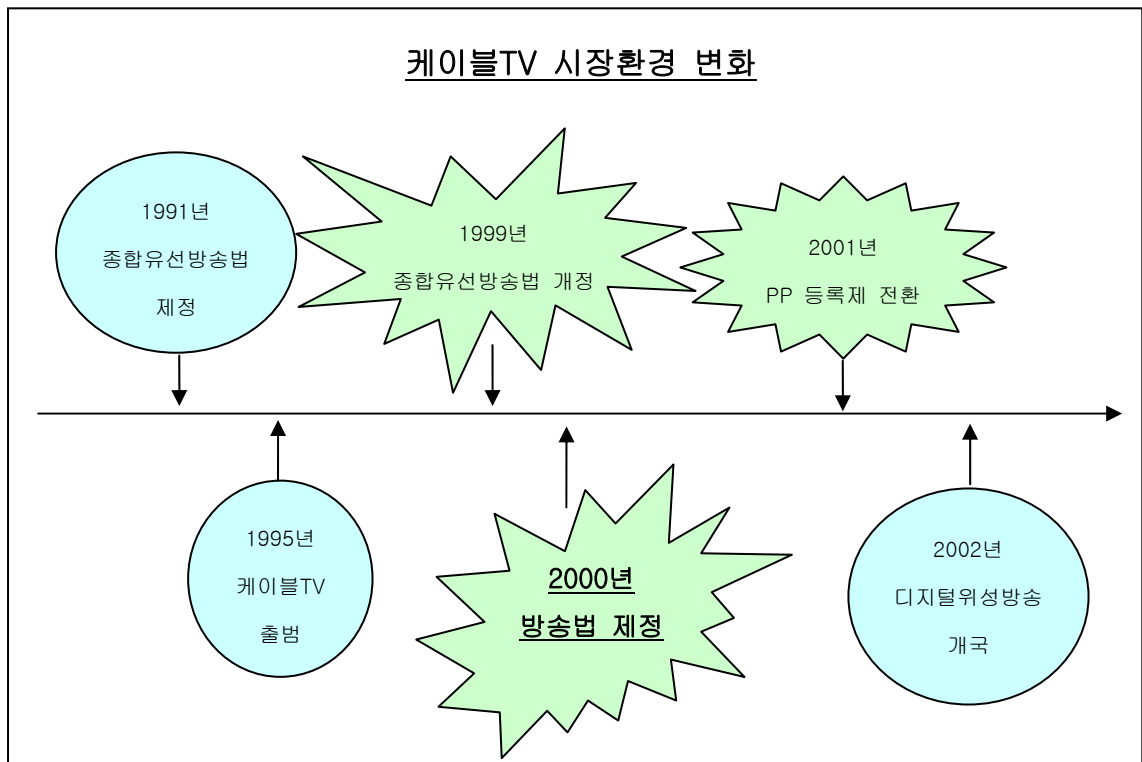 케이블TV 시장환경 변화
1991년
종합유선방송법
제정
1999년
종합유선방송법 개정
2001년
PP 등록제 전환
1995년
케이블TV
출범
2000년
방송법 제정
2002년
디지털위성방송
개국